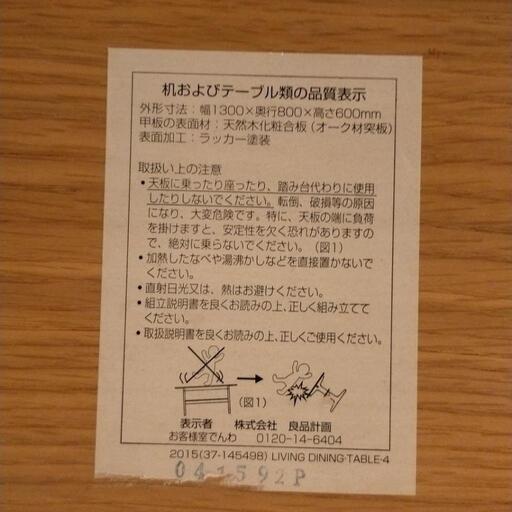 机およびテーブル類の品質表示
外形寸法：幅1300×奥行800×高さ600mm
甲板の表面材：天然木化粧合板（オーク材突板）
表面加工：ラッカー塗装
取扱い上の注意
•天板に乗ったり座ったり、踏み台代わりに使用
したりしないでください。転倒、破損等の原因
になり、大変危険です。特に、天板の端に負荷
を掛けますと、安定性を欠く恐れがありますの
で、絶対に乗らないでください。（図1）
•加熱したなべや湯沸かしなどを直接置かないで
ください。
•直射日光又は、熱はお避けください。
•組立説明書を良くお読みの上、正しく組み立てて
ください。
•取扱説明書を良くお読みの上、正しくご使用ください。
（図1）
表示者　株式会社　良品計画
お客様室でんわ　0120-14-6404
2015(37-145498) LIVING DINING-TABLE-4
041592P